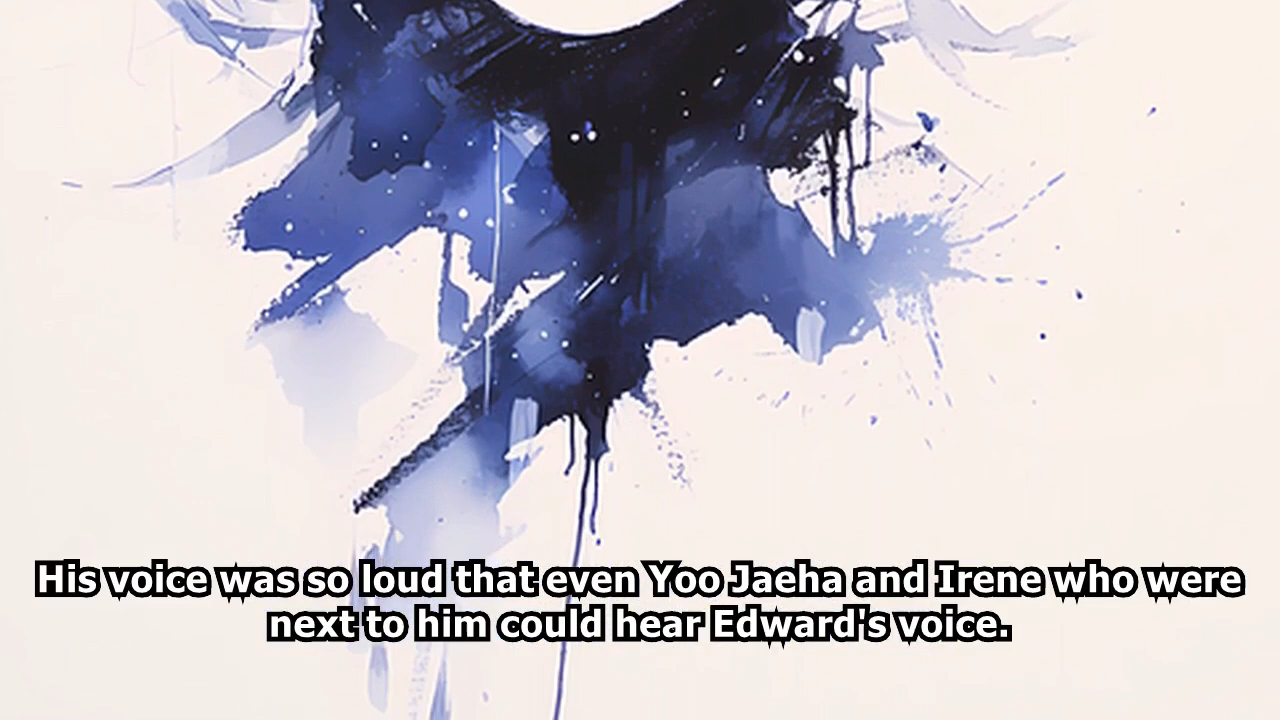 His voice was so loud that even Yoo Jaeha and Irene who were
next to him could hear Edward's voice.